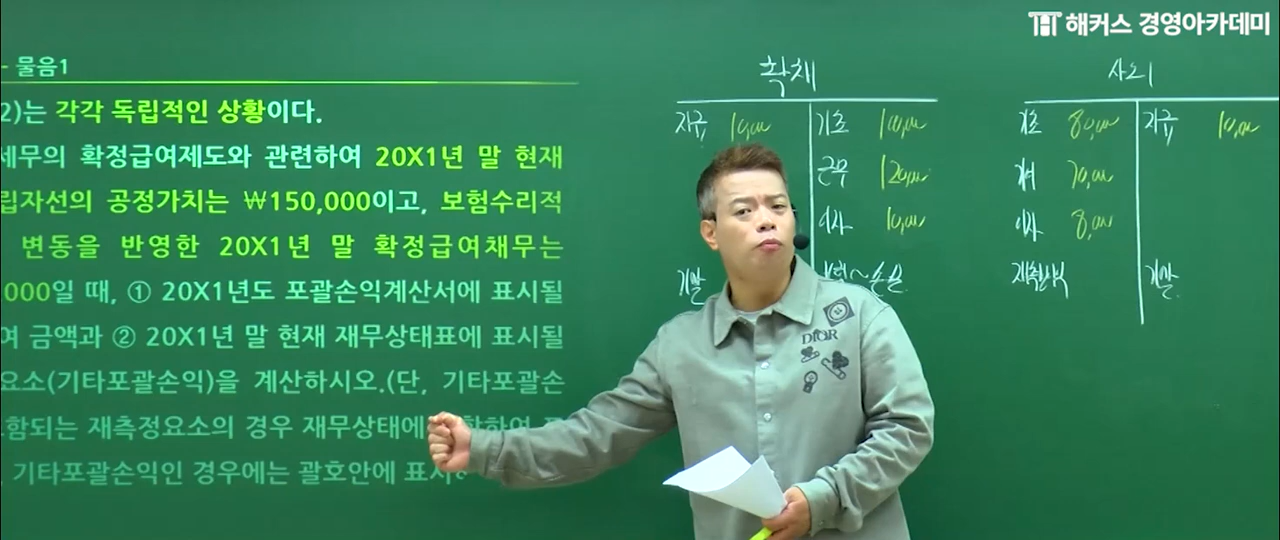 해커스 경영아카데미
- 물음1
2)는 각각 독립적인 상황이다.
무의 확정급여제도와 관련하여 20X1년 말 현재
립자선의 공정가치는 ₩150,000이고, 보험수리적
변동을 반영한 20X1년 말 확정급여채무는
000일 때, ① 20X1년도 포괄손익계산서에 표시될
여 금액과 ② 20X1년 말 현재 재무상태표에 표시될
요소(기타포괄손익)을 계산하시오.(단, 기타포괄손
함되는 재측정요소의 경우 재무상태에
기타포괄손익인 경우에는 괄호안에
확채
지급 10,000 기초 100,000
근무 120,000
이자 10,000
기말
DIOR
사외
기초 80,000 지급 10,000
70,000
이자 8,000
기말